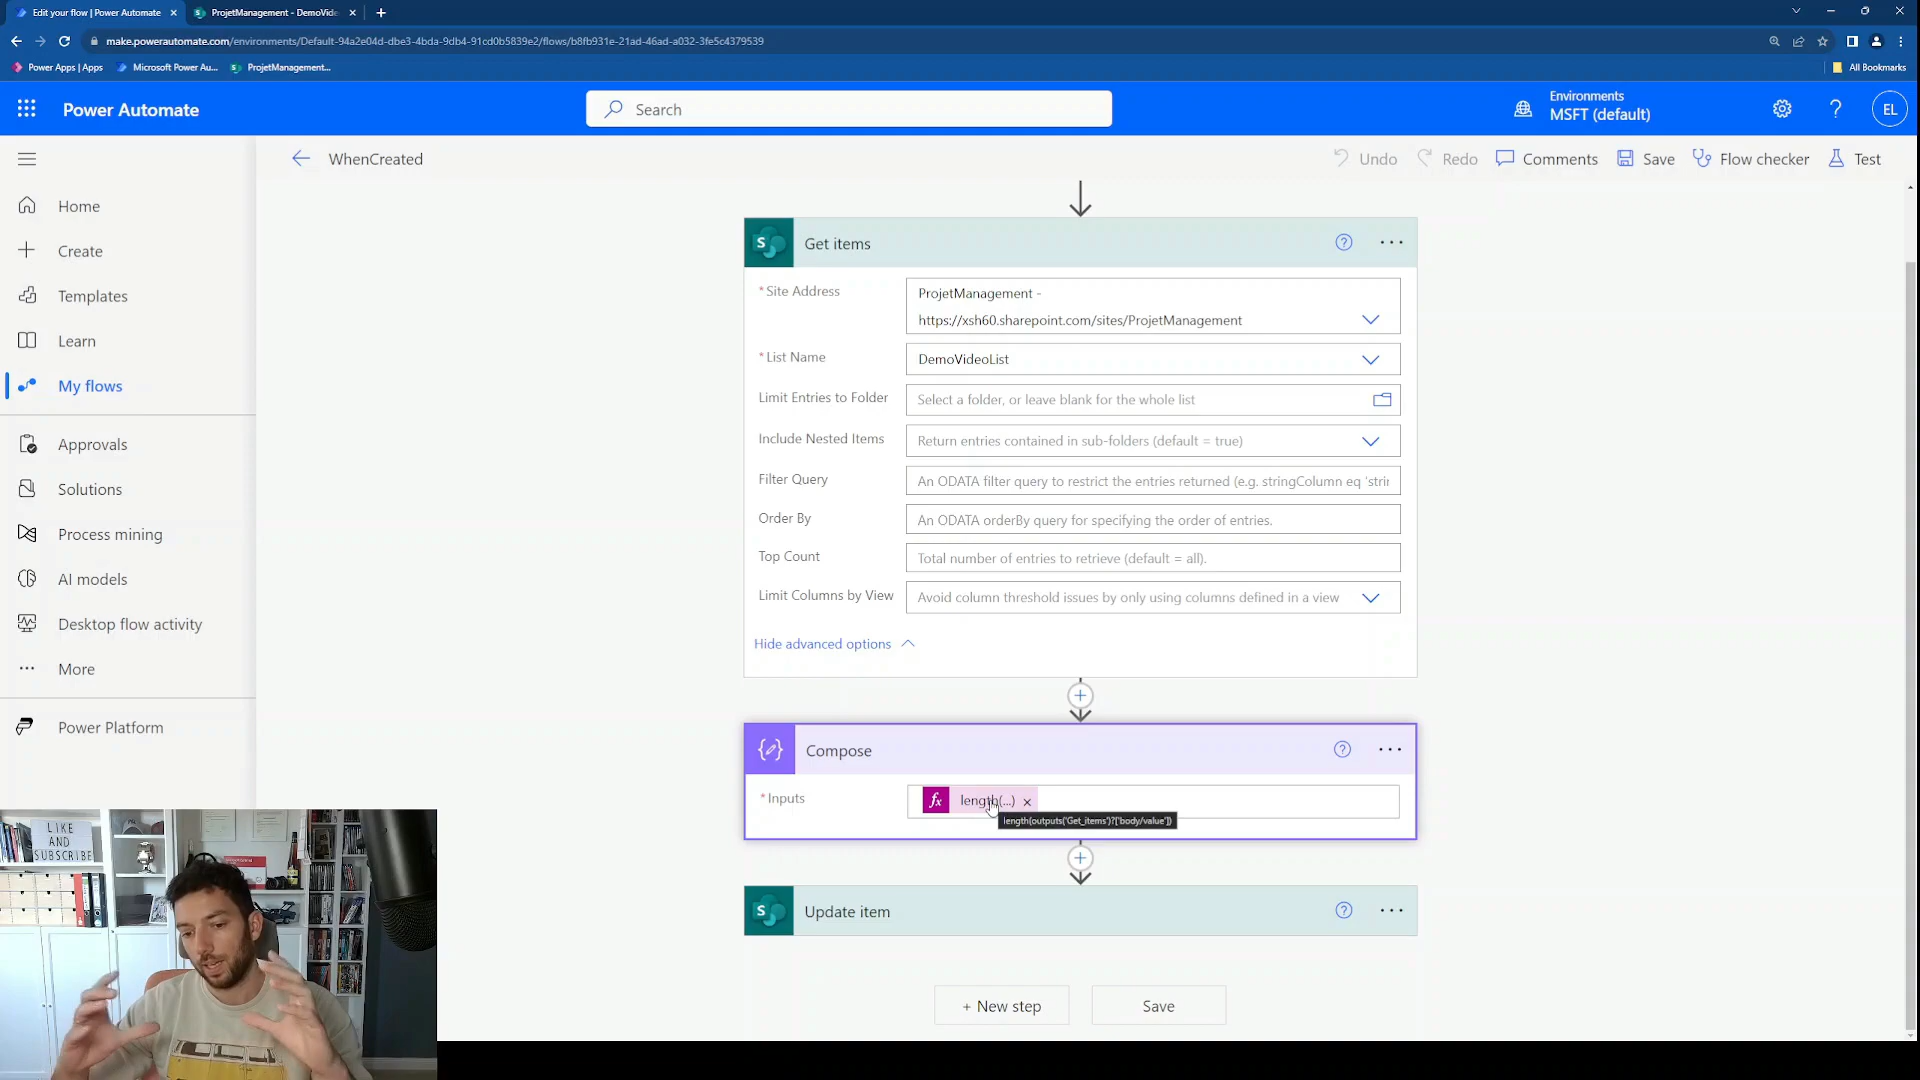 Edit your flow | Power Automate
ProjetManagement - DemoVide
make.powerautomate.com/environments/Default-94a2e04d-dbe3-4bda-9db4-91cd0b5839e2/flows/b8fb931e-21ad-46ad-a032-3fe5c4379539
Power Apps | Apps
Microsoft Power Au...
ProjetManagement...
All Bookmarks
Power Automate
Search
Environments
MSFT (default)
EL
WhenCreated
Undo
Redo
Comments
Save
Flow checker
Test
Home
Create
Templates
Learn
My flows
Approvals
Solutions
Process mining
AI models
Desktop flow activity
More
Power Platform
Get items
* Site Address
ProjetManagement -
https://xsh60.sharepoint.com/sites/ProjetManagement
* List Name
DemoVideoList
Limit Entries to Folder
Select a folder, or leave blank for the whole list
Include Nested Items
Return entries contained in sub-folders (default = true)
Filter Query
An ODATA filter query to restrict the entries returned (e.g. stringColumn eq 'strir
Order By
An ODATA orderBy query for specifying the order of entries.
Top Count
Total number of entries to retrieve (default = all).
Limit Columns by View
Avoid column threshold issues by only using columns defined in a view
Hide advanced options
Compose
* Inputs
fx length(...) ×
length(outputs('Get_items')?['body/value'])
Update item
+ New step
Save
LIKE
AND
SUBSCRIBE